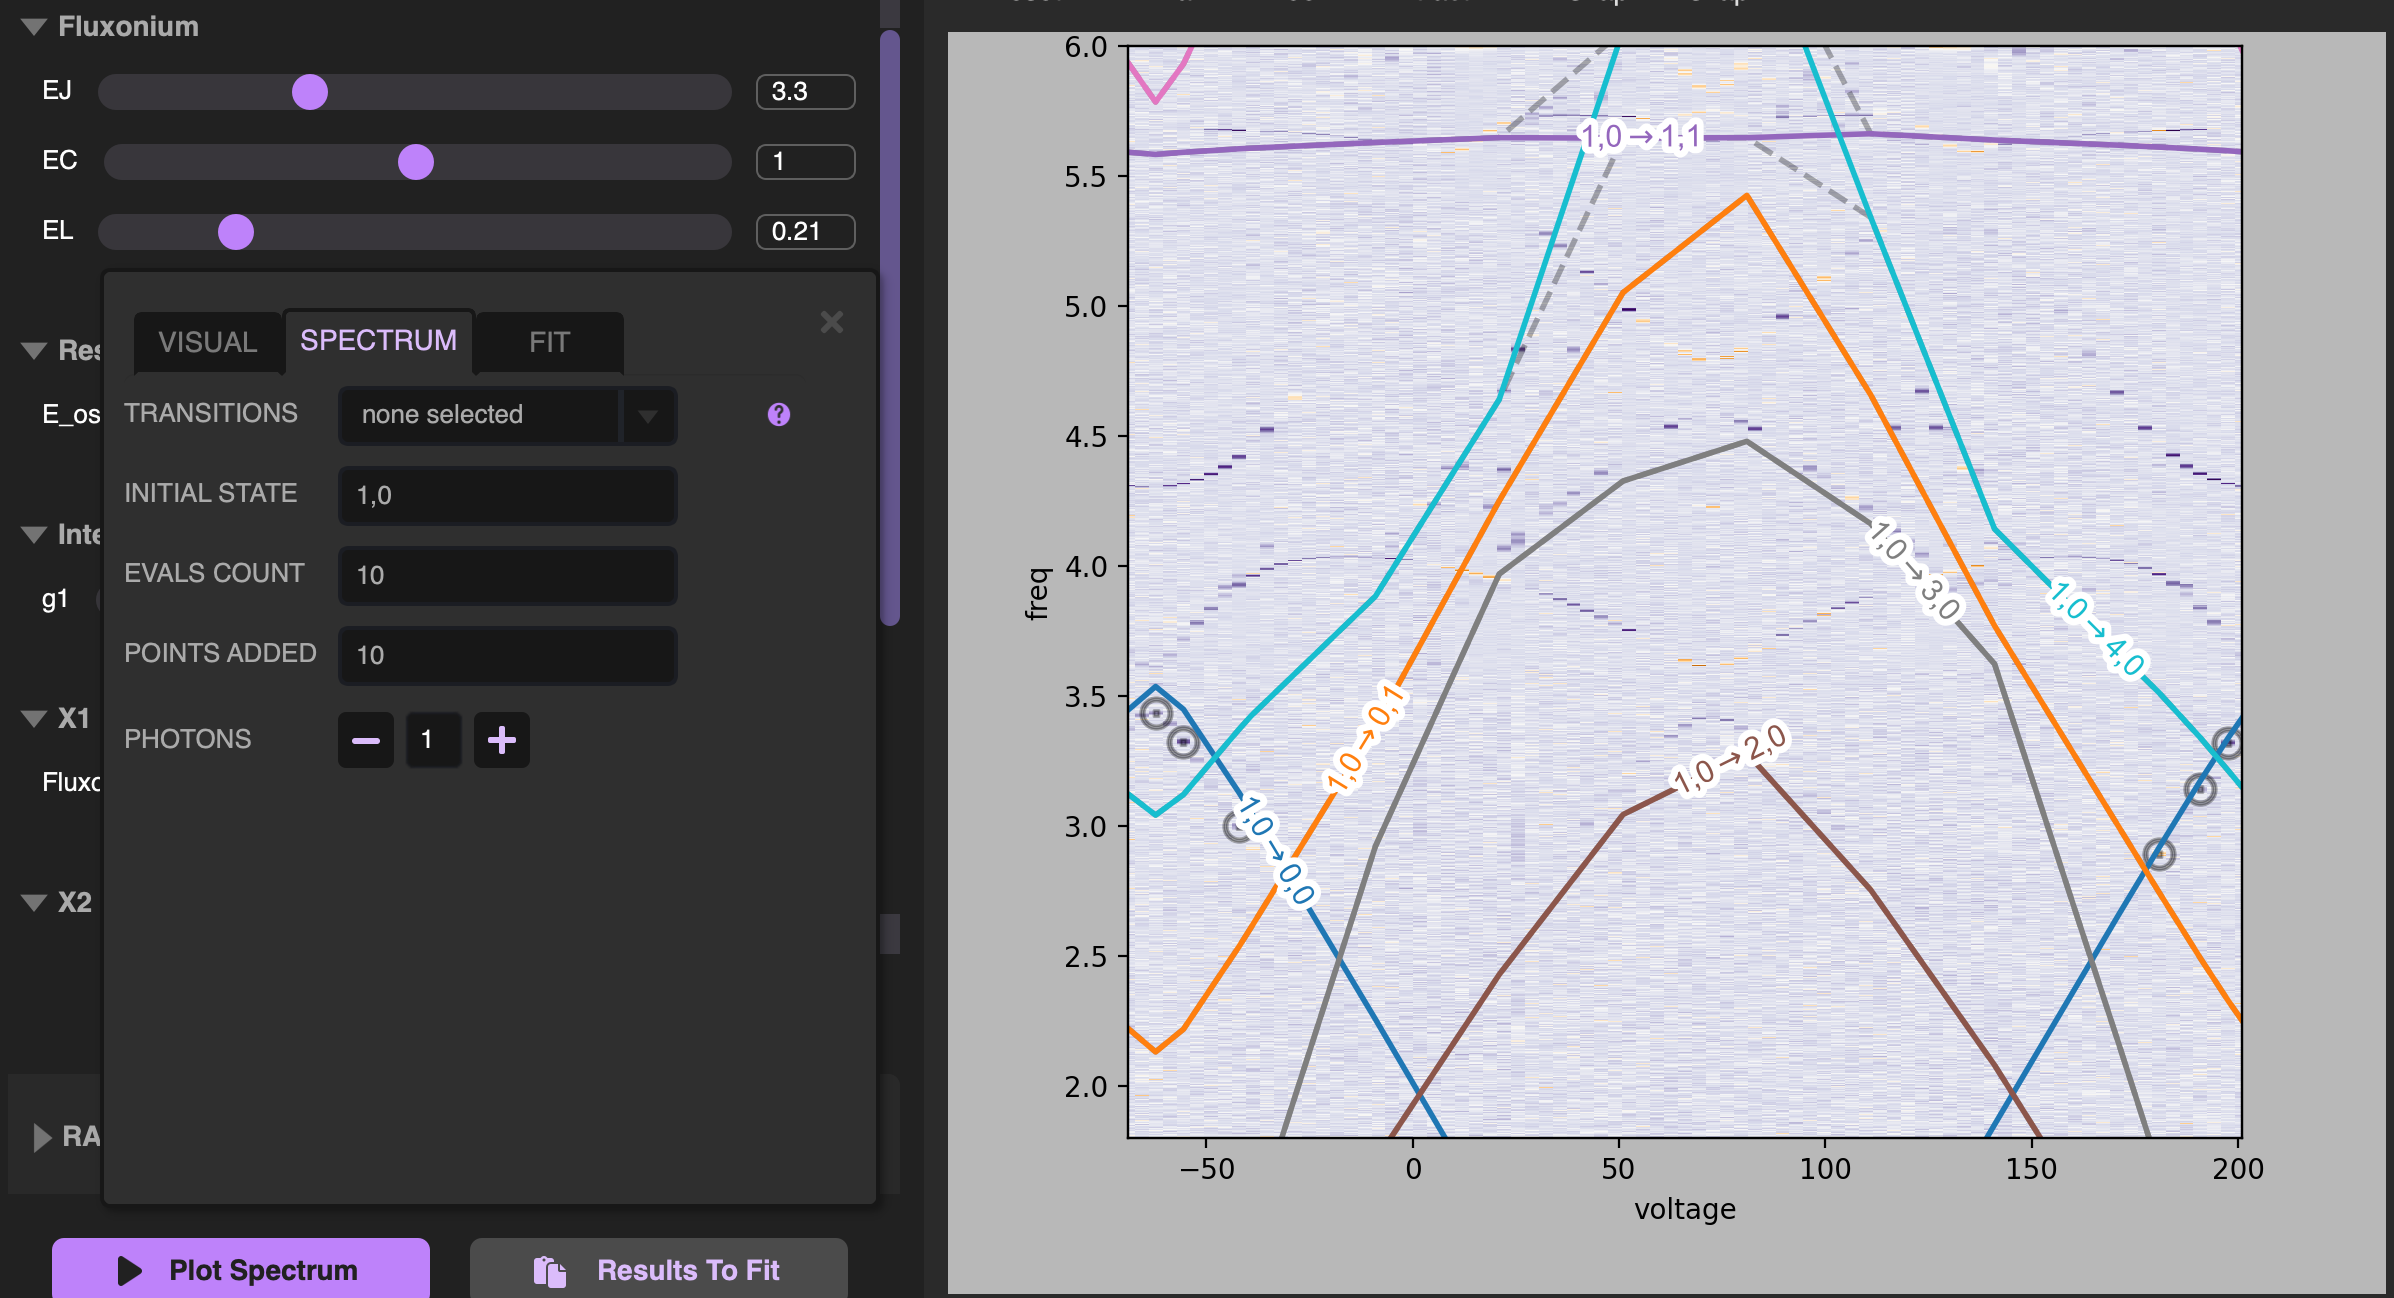 Fluxonium
EJ
3.3
EC
1
EL
0.21
VISUAL
SPECTRUM
FIT
×
TRANSITIONS
none selected
?
INITIAL STATE
1,0
EVALS COUNT
10
POINTS ADDED
10
PHOTONS
− 1 +
Res
E_os
Inte
g1
X1
Fluxo
X2
RA
Plot Spectrum
Results To Fit
6.0
5.5
5.0
4.5
4.0
3.5
3.0
2.5
2.0
freq
−50
0
50
100
150
200
voltage
1,0→1,1
1,0→3,0
1,0→4,0
1,0→0,1
1,0→2,0
1,0→0,0